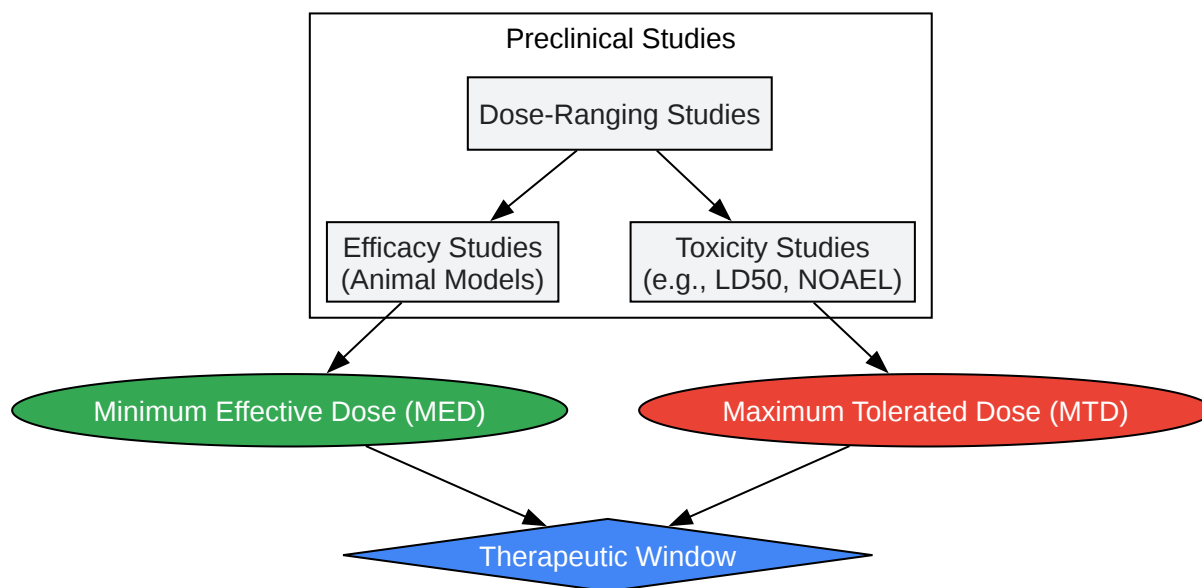 Preclinical Studies
Dose-Ranging Studies
Efficacy Studies
(Animal Models)
Toxicity Studies
(e.g., LD50, NOAEL)
Minimum Effective Dose (MED)
Maximum Tolerated Dose (MTD)
Therapeutic Window